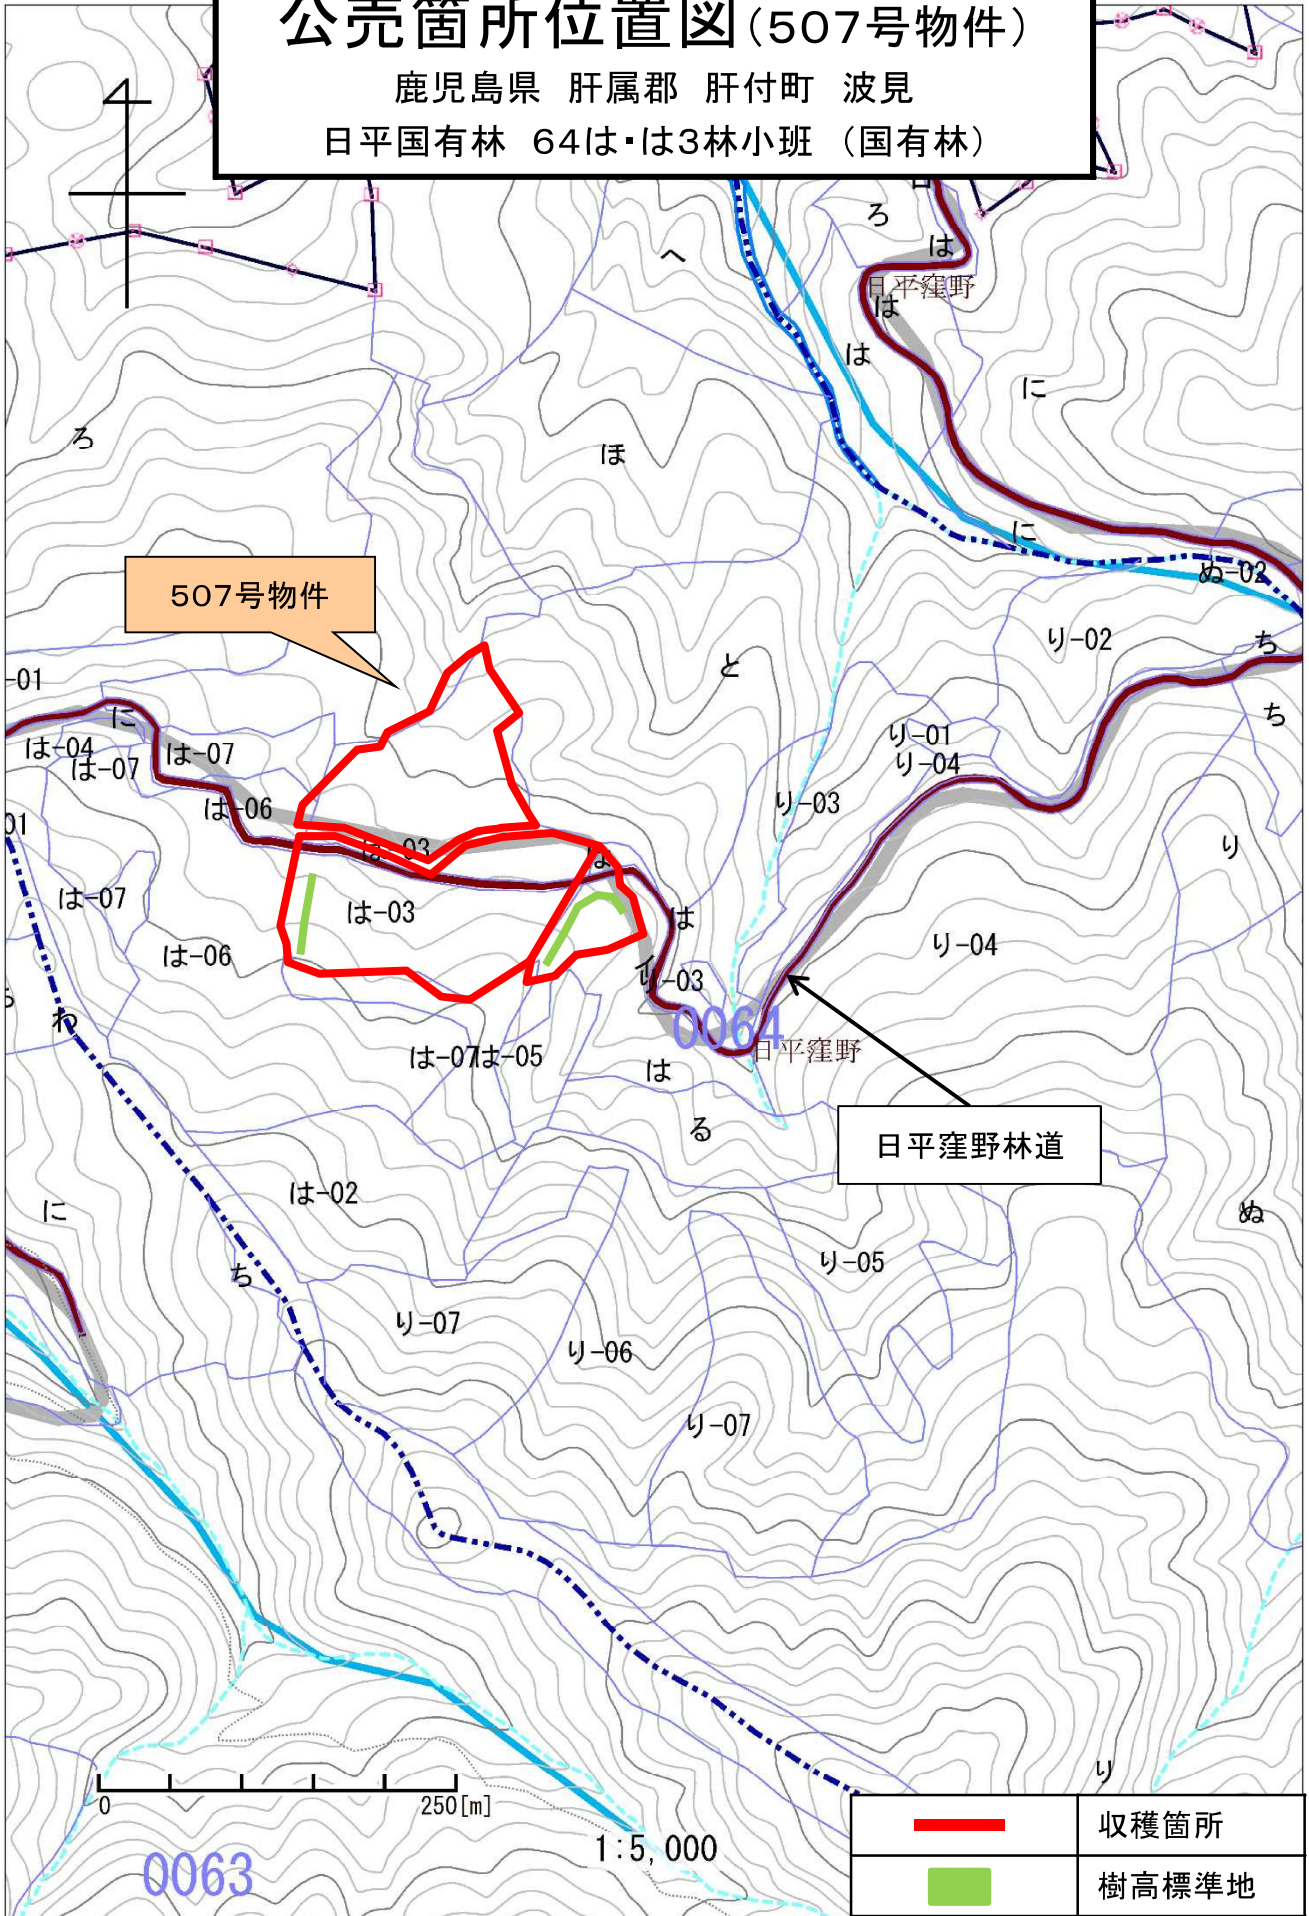 公売箇所位置図(507号物件)
鹿児島県 肝属郡 肝付町 波見
日平国有林 64は・は3林小班 (国有林)
ろ
へ
は
日平窪野
は
は
に
ろ
ほ
に
ぬ-02
507号物件
り-02
ち
と
-01
に
ち
は-04
は-07
は-07
り-01
り-04
は-06
り-03
01
は-03
り
は
は-07
は-03
は
り-04
は-06
イ
り-03
わ
0064
日平窪野
は-07
は-05
は
る
日平窪野林道
は-02
に
ぬ
ち
り-05
り-07
り-06
り-07
り
0
250[m]
1:5,000
収穫箇所
0063
樹高標準地